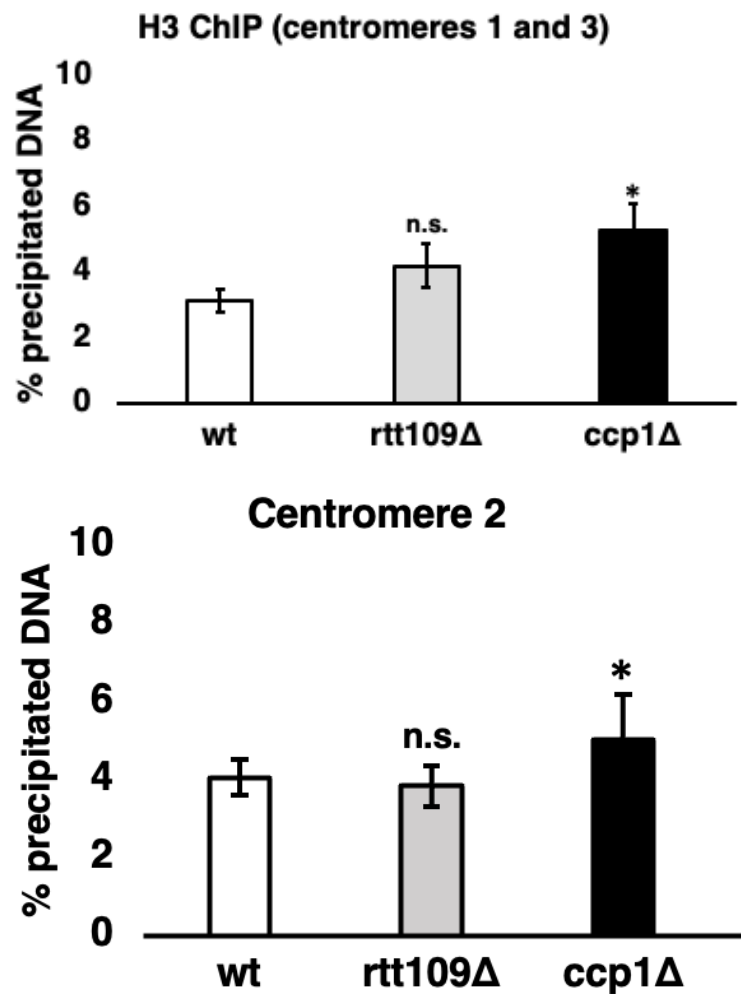 H3 ChIP (centromeres 1 and 3)
% precipitated DNA
10
8
6
4
2
0
n.s.
*
wt
rtt109Δ
ccp1Δ
Centromere 2
% precipitated DNA
10
8
6
4
2
0
n.s.
*
wt
rtt109Δ
ccp1Δ